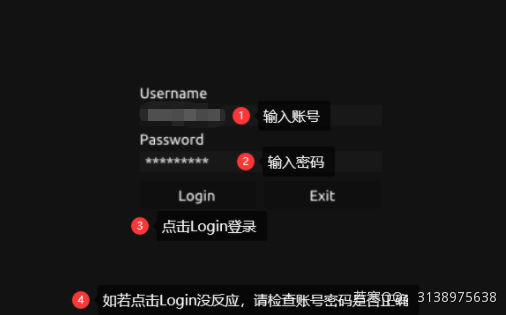 Username
1 输入账号
Password
********* 2 输入密码
Login Exit
3 点击Login登录
4 如若点击Login没反应，请检查账号密码是否正确
QQ：3138975638